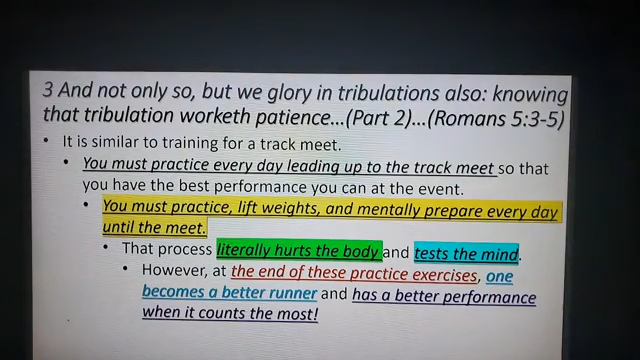 3 And not only so, but we glory in tribulations also: knowing
that tribulation worketh patience...(Part 2)...(Romans 5:3-5)
• It is similar to training for a track meet.
• You must practice every day leading up to the track meet so that
you have the best performance you can at the event.
• You must practice, lift weights, and mentally prepare every day
until the meet.
• That process literally hurts the body and tests the mind.
• However, at the end of these practice exercises, one
becomes a better runner and has a better performance
when it counts the most!